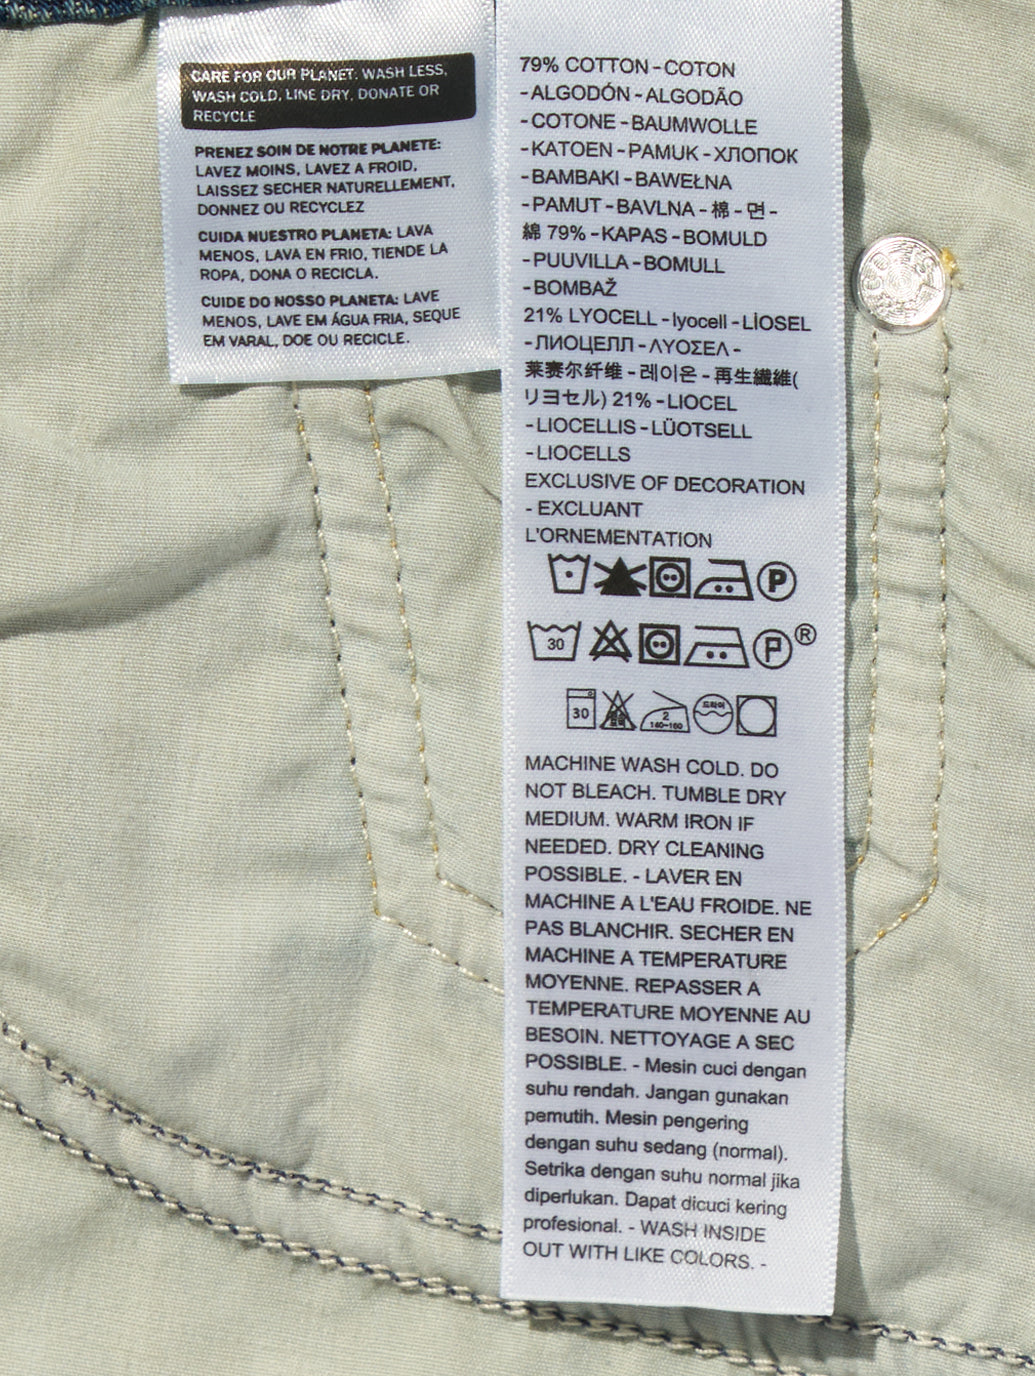 CARE FOR OUR PLANET: WASH LESS,
WASH COLD, LINE DRY, DONATE OR
RECYCLE
PRENEZ SOIN DE NOTRE PLANETE:
LAVEZ MOINS, LAVEZ A FROID,
LAISSEZ SECHER NATURELLEMENT,
DONNEZ OU RECYCLEZ
CUIDA NUESTRO PLANETA: LAVA
MENOS, LAVA EN FRIO, TIENDE LA
ROPA, DONA O RECICLA.
CUIDE DO NOSSO PLANETA: LAVE
MENOS, LAVE EM ÁGUA FRIA, SEQUE
EM VARAL, DOE OU RECICLE.
79% COTTON - COTON
- ALGODÓN - ALGODÃO
- COTONE - BAUMWOLLE
- KATOEN - PAMUK - ХЛОПОК
- BAMBAKI - BAWEŁNA
- PAMUT - BAVLNA - 棉 - 면 -
綿 79% - KAPAS - BOMULD
- PUUVILLA - BOMULL
- BOMBAŽ
21% LYOCELL - lyocell - LİOSEL
- ЛИОЦЕЛЛ - ΛΥΟΣΕΛ -
莱赛尔纤维 - 레이온 - 再生繊維(
リヨセル) 21% - LIOCEL
- LIOCELLIS - LÜOTSELL
- LIOCELLS
EXCLUSIVE OF DECORATION
- EXCLUANT
L'ORNEMENTATION
P
30 P ®
30 2 140~160 드라이
MACHINE WASH COLD. DO
NOT BLEACH. TUMBLE DRY
MEDIUM. WARM IRON IF
NEEDED. DRY CLEANING
POSSIBLE. - LAVER EN
MACHINE A L'EAU FROIDE. NE
PAS BLANCHIR. SECHER EN
MACHINE A TEMPERATURE
MOYENNE. REPASSER A
TEMPERATURE MOYENNE AU
BESOIN. NETTOYAGE A SEC
POSSIBLE. - Mesin cuci dengan
suhu rendah. Jangan gunakan
pemutih. Mesin pengering
dengan suhu sedang (normal).
Setrika dengan suhu normal jika
diperlukan. Dapat dicuci kering
profesional. - WASH INSIDE
OUT WITH LIKE COLORS. -